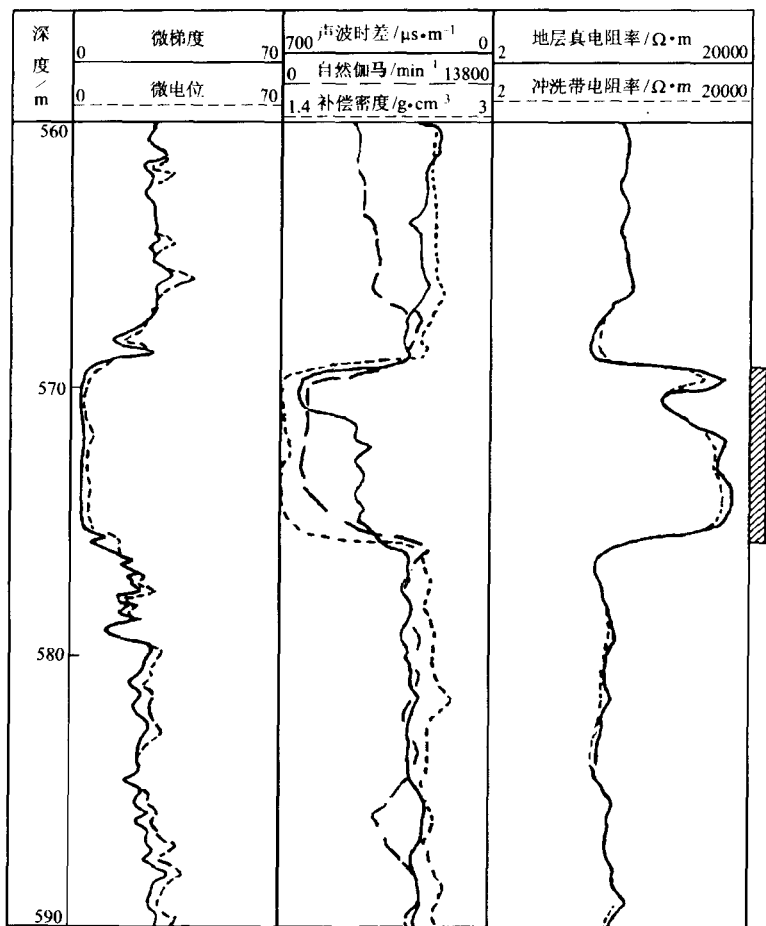 深度/m
0 微梯度 70
0 微电位 70
700 声波时差/μs•m⁻¹ 0
0 自然伽马/min⁻¹ 13800
1.4 补偿密度/g•cm³ 3
2 地层真电阻率/Ω•m 20000
2 冲洗带电阻率/Ω•m 20000
560
570
580
590